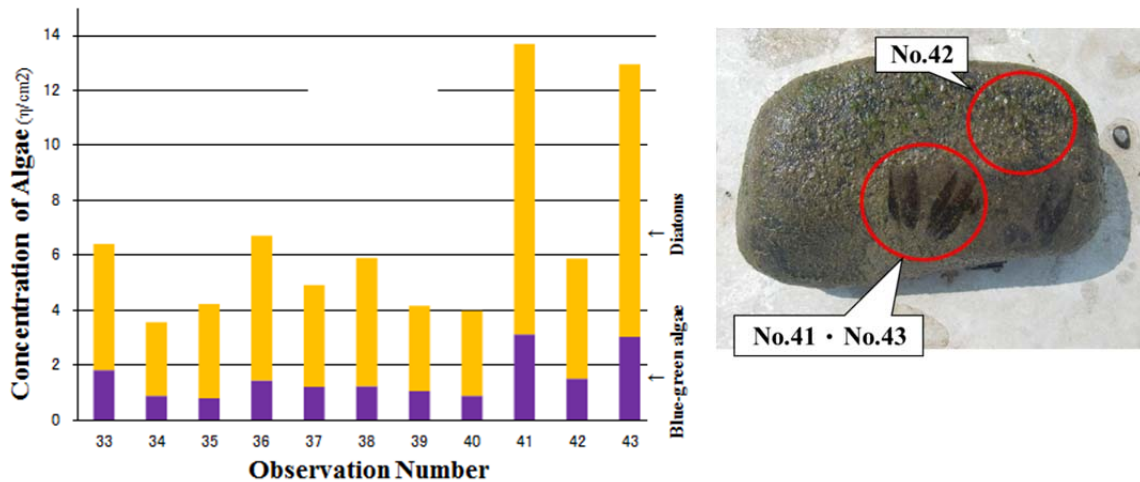 Concentration of Algae (η/cm2)
14
12
10
8
6
4
2
0
33 34 35 36 37 38 39 40 41 42 43
Observation Number
← Diatoms
← Blue-green algae
No.42
No.41・No.43